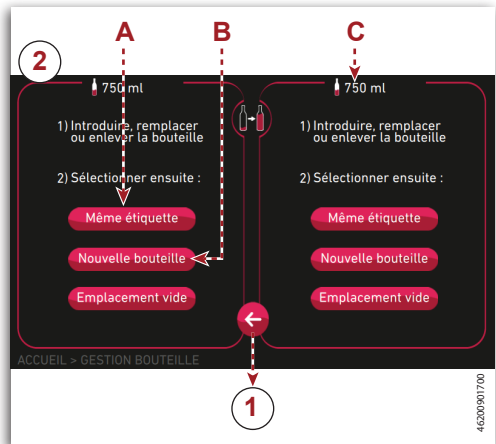 A
B
C
2
750 ml
1) Introduire, remplacer
ou enlever la bouteille
2) Sélectionner ensuite :
Même étiquette
Nouvelle bouteille
Emplacement vide
750 ml
1) Introduire, remplacer
ou enlever la bouteille
2) Sélectionner ensuite :
Même étiquette
Nouvelle bouteille
Emplacement vide
ACCUEIL > GESTION BOUTEILLE
1
46200901700